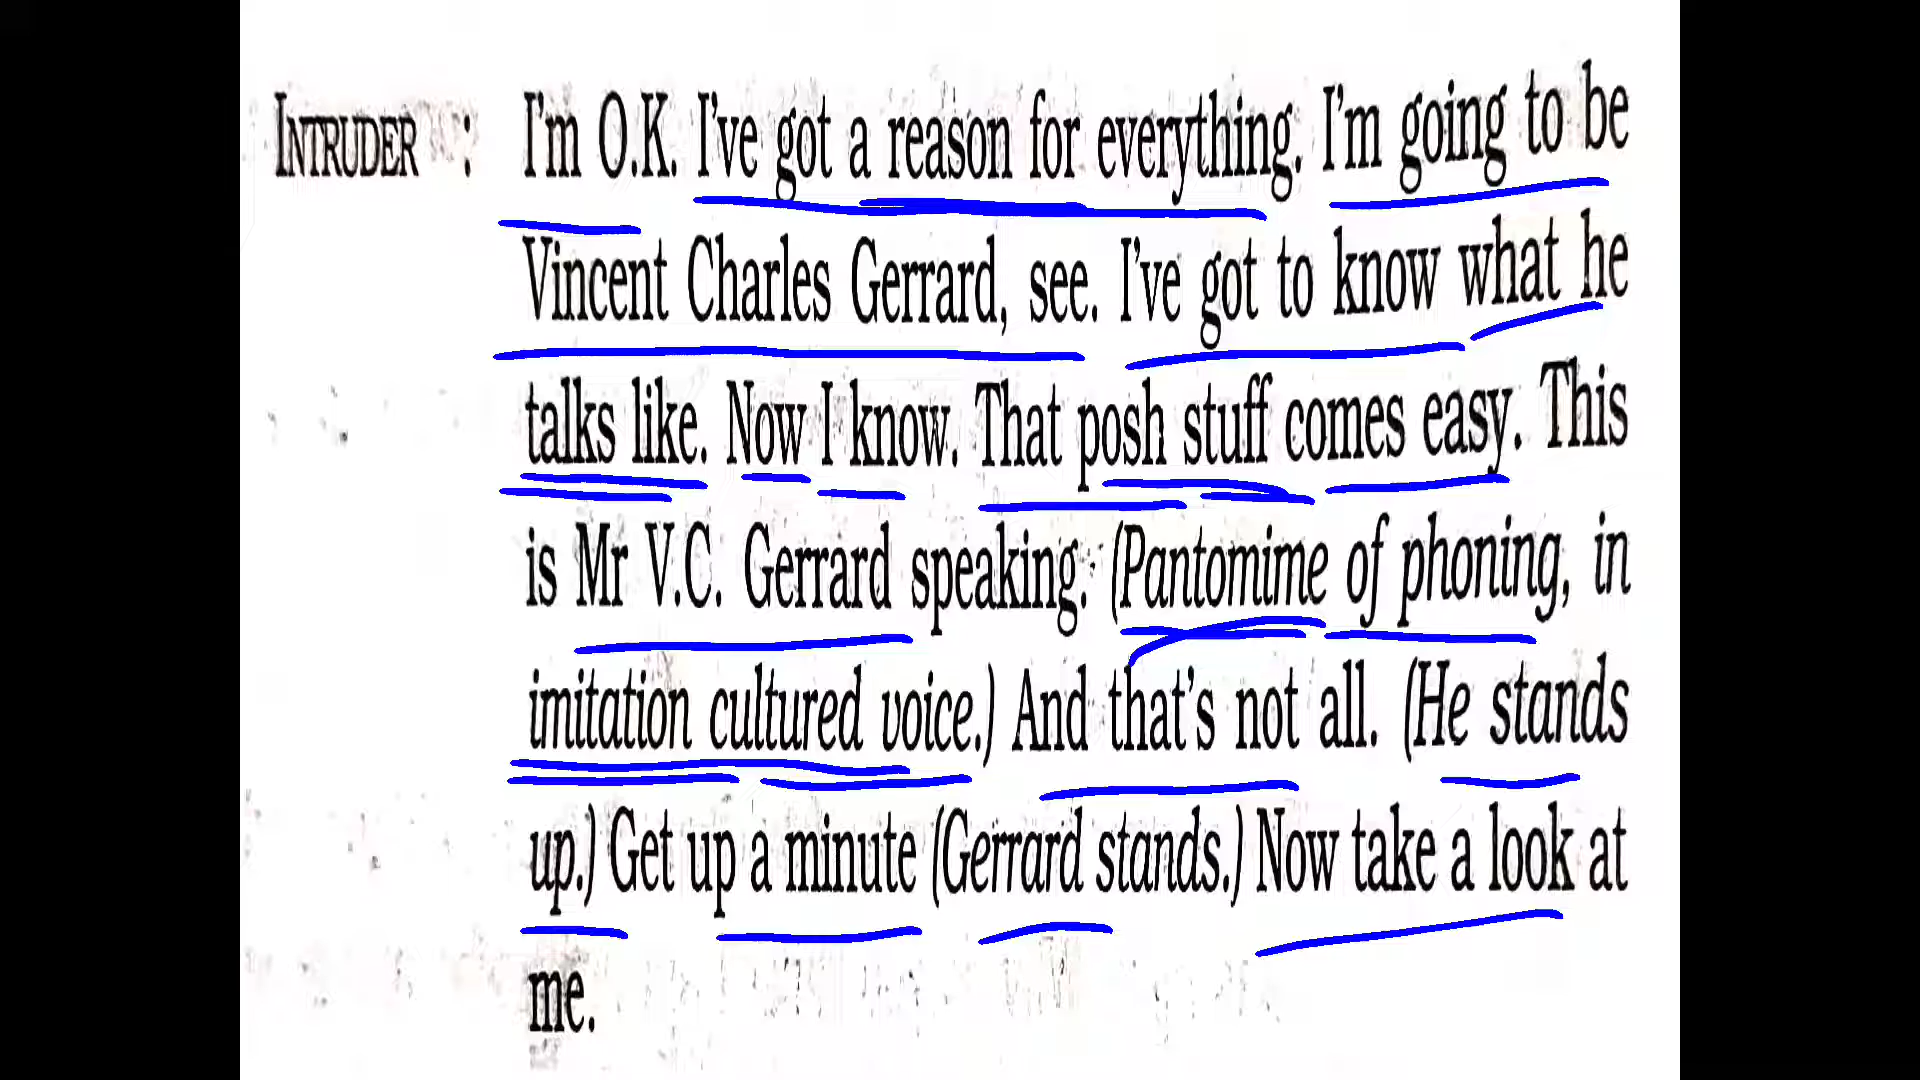 INTRUDER : I'm O.K. I've got a reason for everything. I'm going to be
Vincent Charles Gerrard, see. I've got to know what he
talks like. Now I know. That posh stuff comes easy. This
is Mr V.C. Gerrard speaking. (Pantomime of phoning, in
imitation cultured voice.) And that's not all. (He stands
up.) Get up a minute (Gerrard stands.) Now take a look at
me.